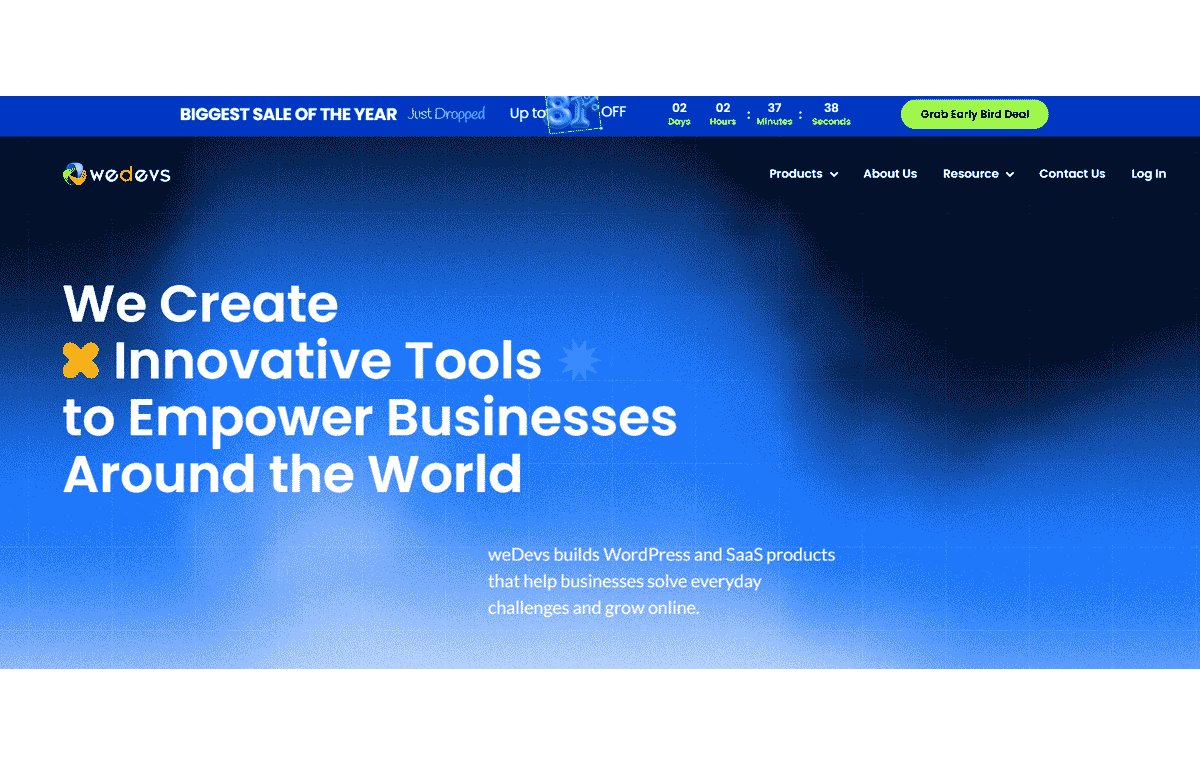 BIGGEST SALE OF THE YEAR Just Dropped Up to OFF 02 Days 02 Hours : 37 Minutes : 38 Seconds Grab Early Bird Deal
wedevs Products About Us Resource Contact Us Log In
We Create
Innovative Tools
to Empower Businesses
Around the World
weDevs builds WordPress and SaaS products
that help businesses solve everyday
challenges and grow online.